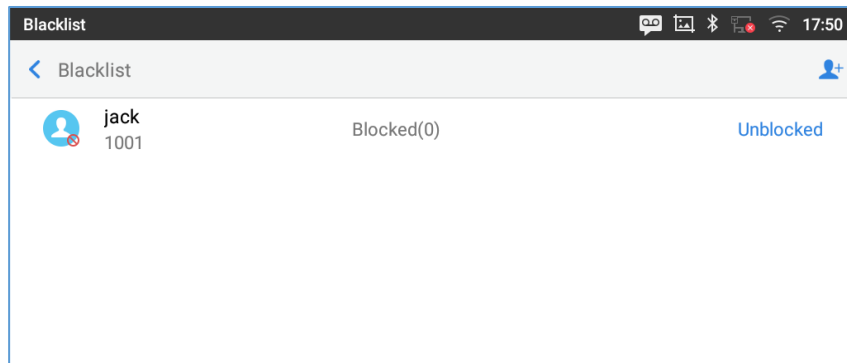 Blacklist 17:50
Blacklist
jack
1001
Blocked(0)
Unblocked